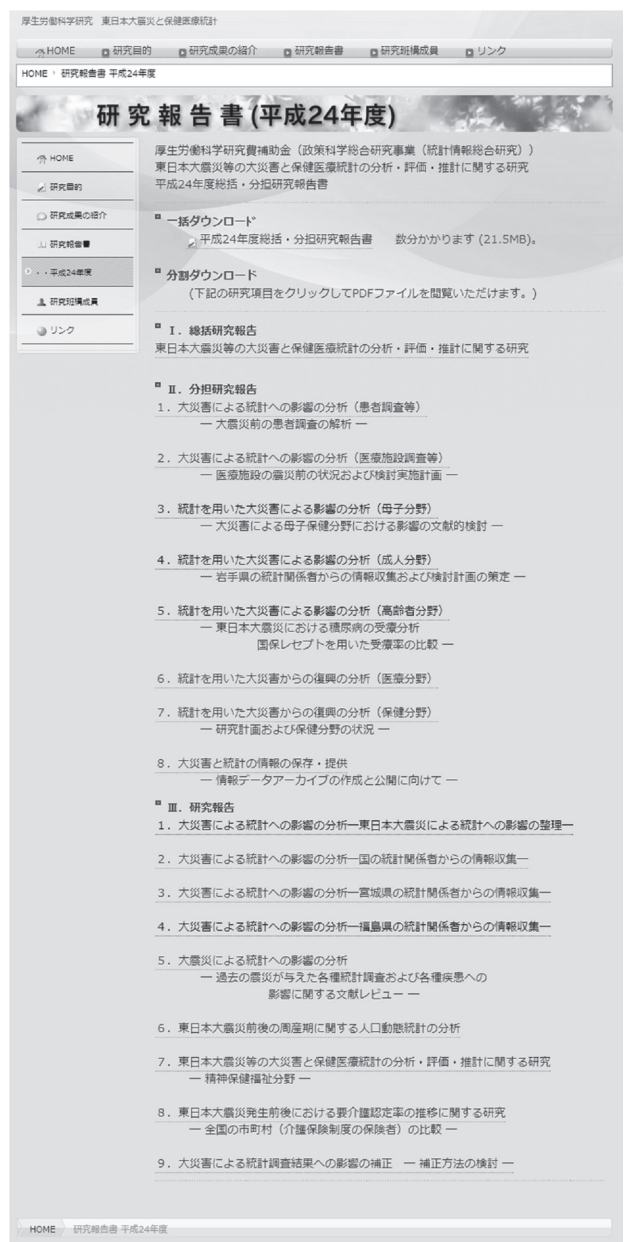 厚生労働科学研究　東日本大震災と保健医療統計
HOME 研究目的 研究成果の紹介 研究報告書 研究班構成員 リンク
HOME › 研究報告書 平成24年度
研究報告書(平成24年度)
HOME
研究目的
研究成果の紹介
研究報告書
・・平成24年度
研究班構成員
リンク
厚生労働科学研究費補助金（政策科学総合研究事業（統計情報総合研究））
東日本大震災等の大災害と保健医療統計の分析・評価・推計に関する研究
平成24年度総括・分担研究報告書
一括ダウンロード
平成24年度総括・分担研究報告書　　数分かかります (21.5MB)。
分割ダウンロード
(下記の研究項目をクリックしてPDFファイルを閲覧いただけます。)
Ⅰ．総括研究報告
東日本大震災等の大災害と保健医療統計の分析・評価・推計に関する研究
Ⅱ．分担研究報告
1．大災害による統計への影響の分析（患者調査等）
― 大震災前の患者調査の解析 ―
2．大災害による統計への影響の分析（医療施設調査等）
― 医療施設の震災前の状況および検討実施計画 ―
3．統計を用いた大災害による影響の分析（母子分野）
― 大災害による母子保健分野における影響の文献的検討 ―
4．統計を用いた大災害による影響の分析（成人分野）
― 岩手県の統計関係者からの情報収集および検討計画の策定 ―
5．統計を用いた大災害による影響の分析（高齢者分野）
― 東日本大震災における糖尿病の受療分析
国保レセプトを用いた受療率の比較 ―
6．統計を用いた大災害からの復興の分析（医療分野）
7．統計を用いた大災害からの復興の分析（保健分野）
― 研究計画および保健分野の状況 ―
8．大災害と統計の情報の保存・提供
― 情報データアーカイブの作成と公開に向けて ―
Ⅲ．研究報告
1．大災害による統計への影響の分析―東日本大震災による統計への影響の整理―
2．大災害による統計への影響の分析―国の統計関係者からの情報収集―
3．大災害による統計への影響の分析―宮城県の統計関係者からの情報収集―
4．大災害による統計への影響の分析―福島県の統計関係者からの情報収集―
5．大震災による統計への影響の分析
― 過去の震災が与えた各種統計調査および各種疾患への
影響に関する文献レビュー ―
6．東日本大震災前後の周産期に関する人口動態統計の分析
7．東日本大震災等の大災害と保健医療統計の分析・評価・推計に関する研究
― 精神保健福祉分野 ―
8．東日本大震災発生前後における要介護認定率の推移に関する研究
― 全国の市町村（介護保険制度の保険者）の比較 ―
9．大災害による統計調査結果への影響の補正　― 補正方法の検討 ―
HOME 研究報告書 平成24年度